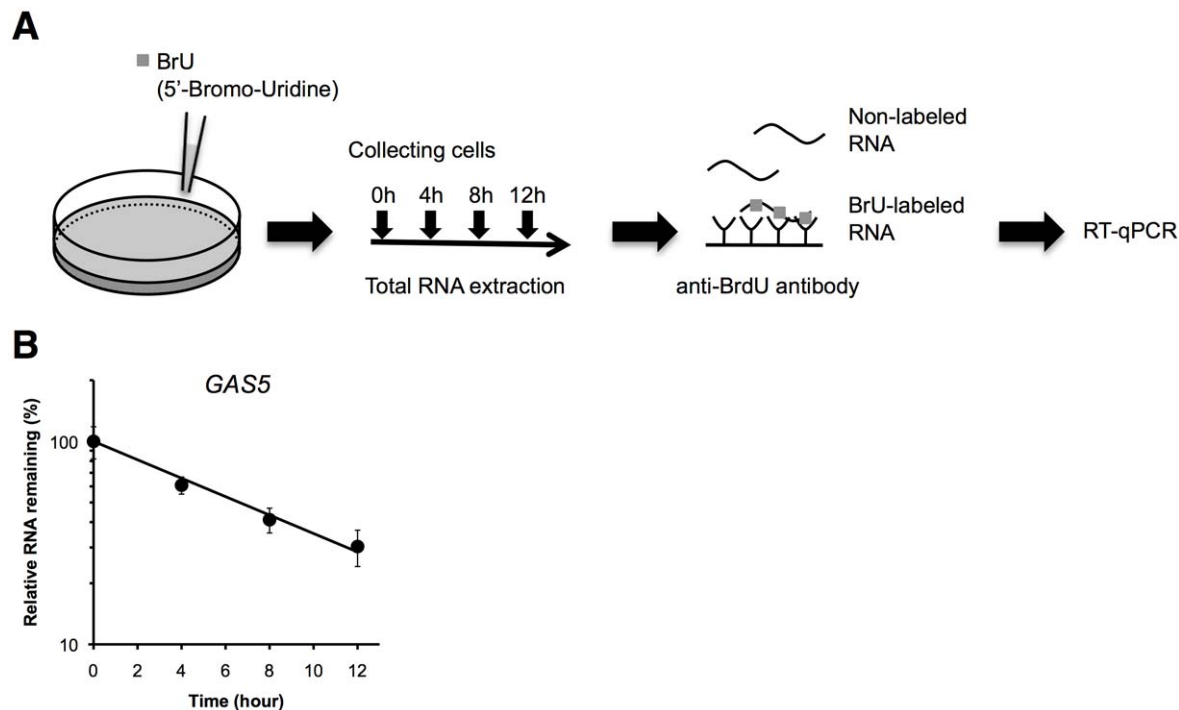 A
BrU
(5’-Bromo-Uridine)
Collecting cells
0h 4h 8h 12h
Total RNA extraction
Non-labeled
RNA
BrU-labeled
RNA
anti-BrdU antibody
RT-qPCR
B
GAS5
Relative RNA remaining (%)
100
10
0 2 4 6 8 10 12
Time (hour)